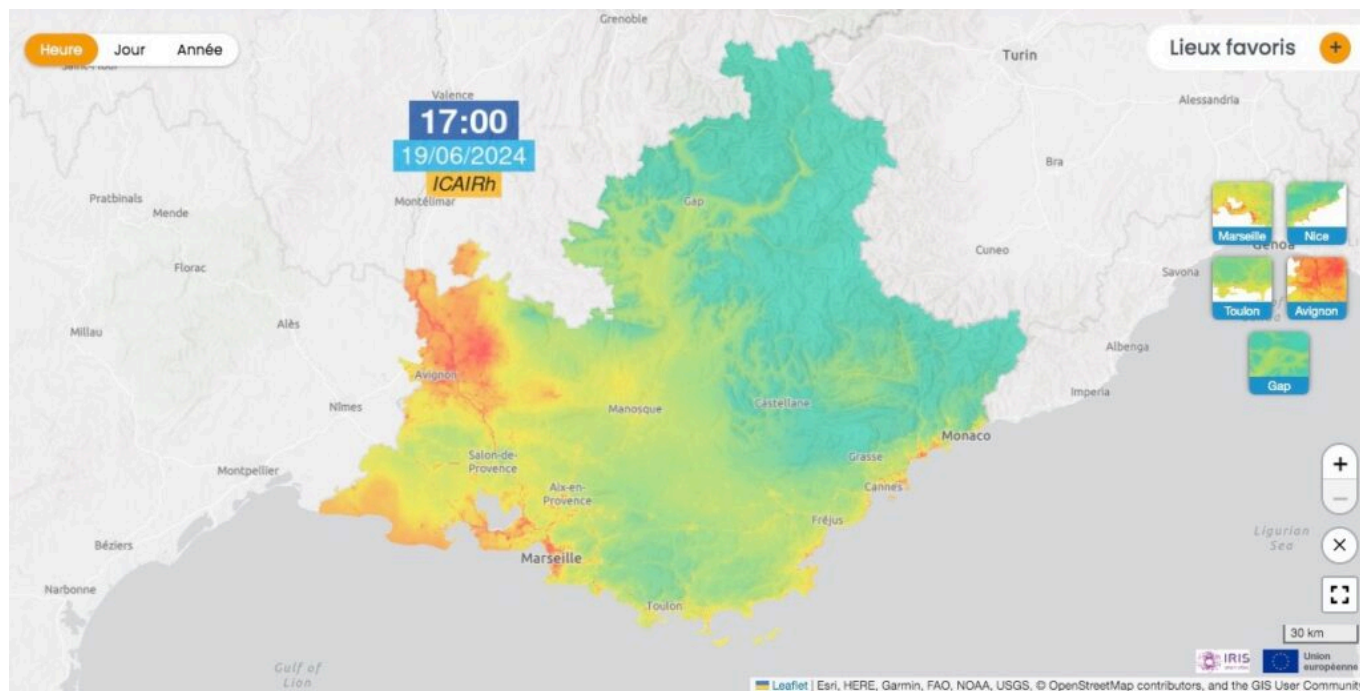 Grenoble
Heure Jour Année
Lieux favoris +
Turin
Valence
Alessandria
17:00
19/06/2024
ICAIRh
Bra
Pratbinals
Mende
Montélimar
Gap
Marseille Nice
Genoa
Cuneo
Florac
Savona
Toulon Avignon
Millau
Alès
Albenga
Avignon
Gap
Imperia
Nîmes
Manosque
Castellane
Monaco
Salon-de-
Provence
Grasse
Montpellier
Aix-en-
Provence
Cannes
Fréjus
Ligurian
Sea
Béziers
Marseille
Narbonne
Toulon
30 km
IRIS
Union
européenne
Gulf of
Lion
Leaflet | Esri, HERE, Garmin, FAO, NOAA, USGS, © OpenStreetMap contributors, and the GIS User Community